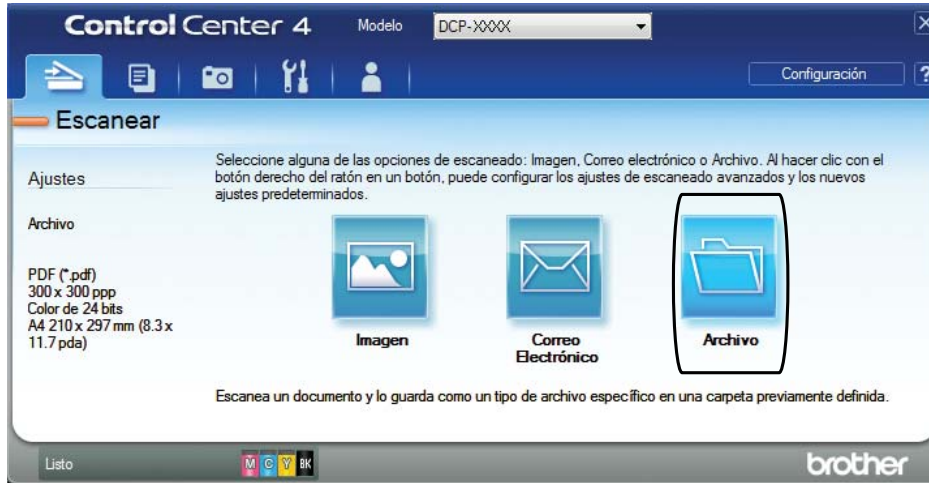 Control Center 4 Modelo DCP-XXXX X
Configuración ?
Escanear
Ajustes
Archivo
PDF (*.pdf)
300 x 300 ppp
Color de 24 bits
A4 210 x 297 mm (8.3 x
11.7 pda)
Seleccione alguna de las opciones de escaneado: Imagen, Correo electrónico o Archivo. Al hacer clic con el
botón derecho del ratón en un botón, puede configurar los ajustes de escaneado avanzados y los nuevos
ajustes predeterminados.
Imagen
Correo
Electrónico
Archivo
Escanea un documento y lo guarda como un tipo de archivo específico en una carpeta previamente definida.
Listo M C Y BK brother